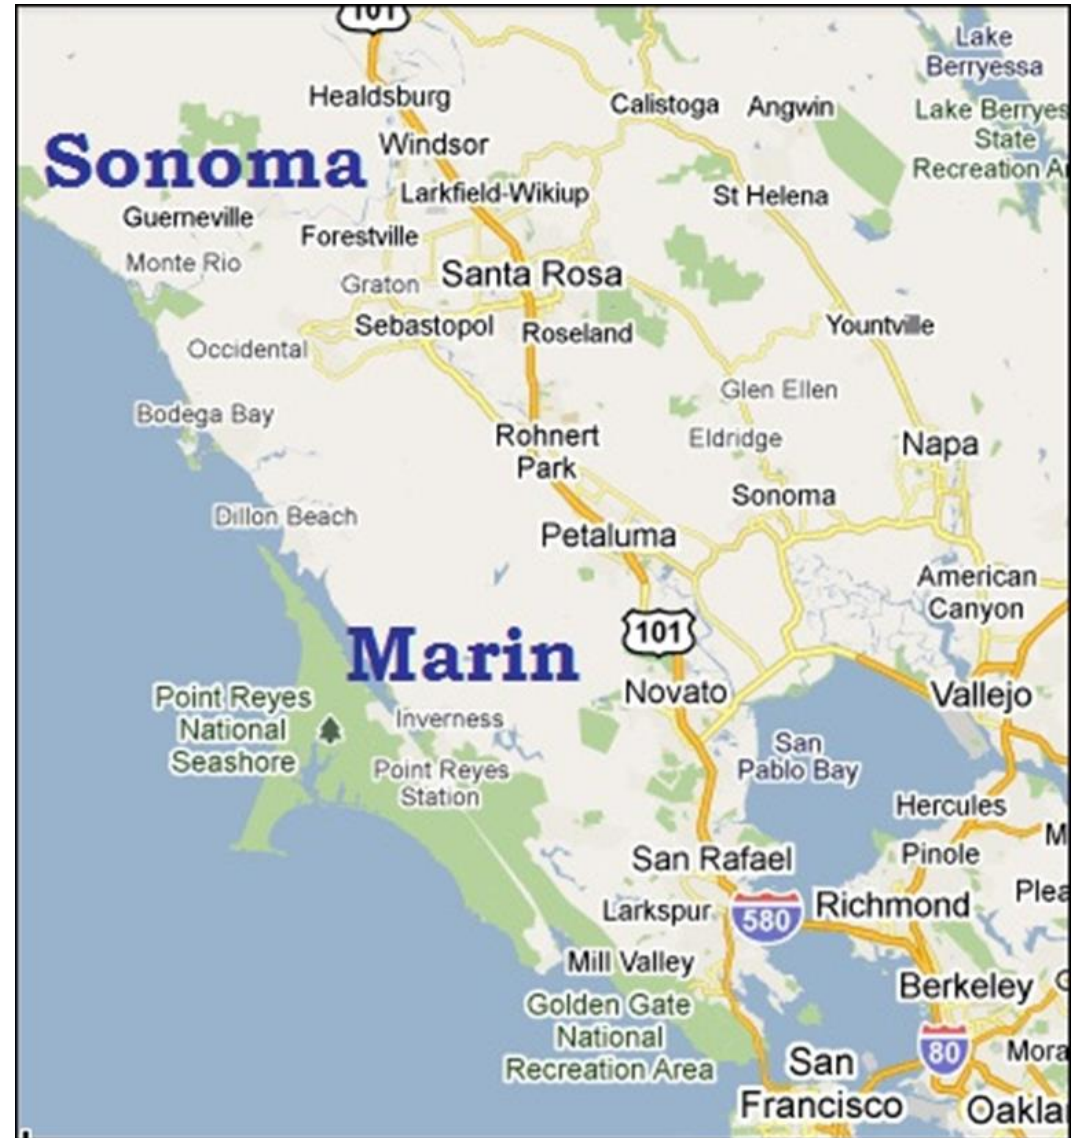 101
Lake
Berryessa
Healdsburg
Calistoga
Angwin
Lake Berryes
State
Recreation A
Windsor
Sonoma
Larkfield-Wikiup
St Helena
Guerneville
Forestville
Monte Rio
Graton
Santa Rosa
Sebastopol
Roseland
Yountville
Occidental
Glen Ellen
Bodega Bay
Rohnert
Park
Eldridge
Napa
Sonoma
Dillon Beach
Petaluma
American
Canyon
101
Marin
Novato
Vallejo
Point Reyes
National
Seashore
Inverness
San
Pablo Bay
Point Reyes
Station
Hercules
M
Pinole
San Rafael
Plea
Larkspur
580
Richmond
Mill Valley
Berkeley
Golden Gate
National
Recreation Area
80
Mora
San
Francisco
Oakla